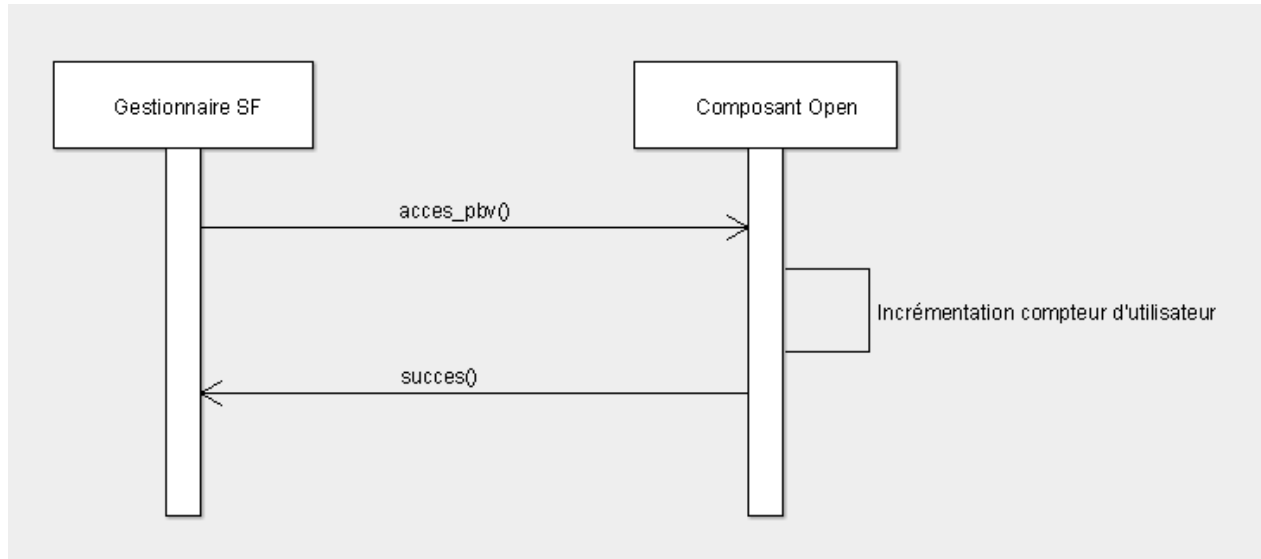 Gestionnaire SF
Composant Open
acces_pbv()
Incrémentation compteur d'utilisateur
succes()